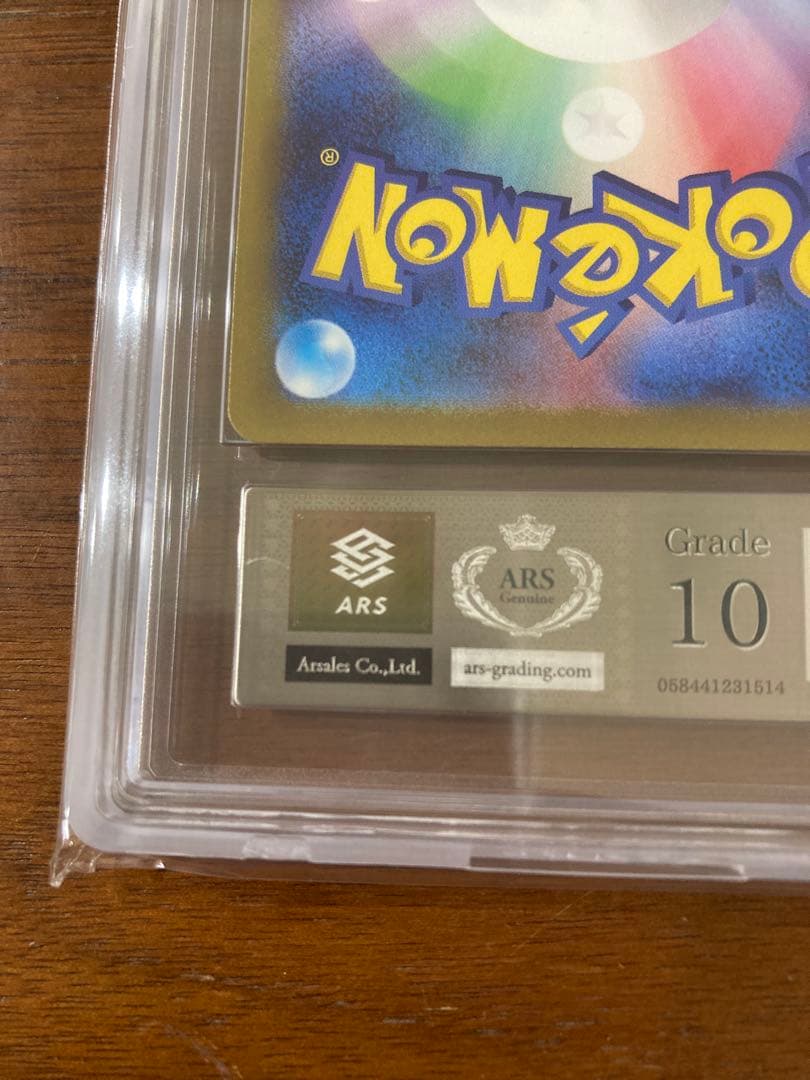 ®
POKéMON
ARS
Arsales Co.,Ltd.
ARS
Genuine
ars-grading.com
Grade
10
058441231514